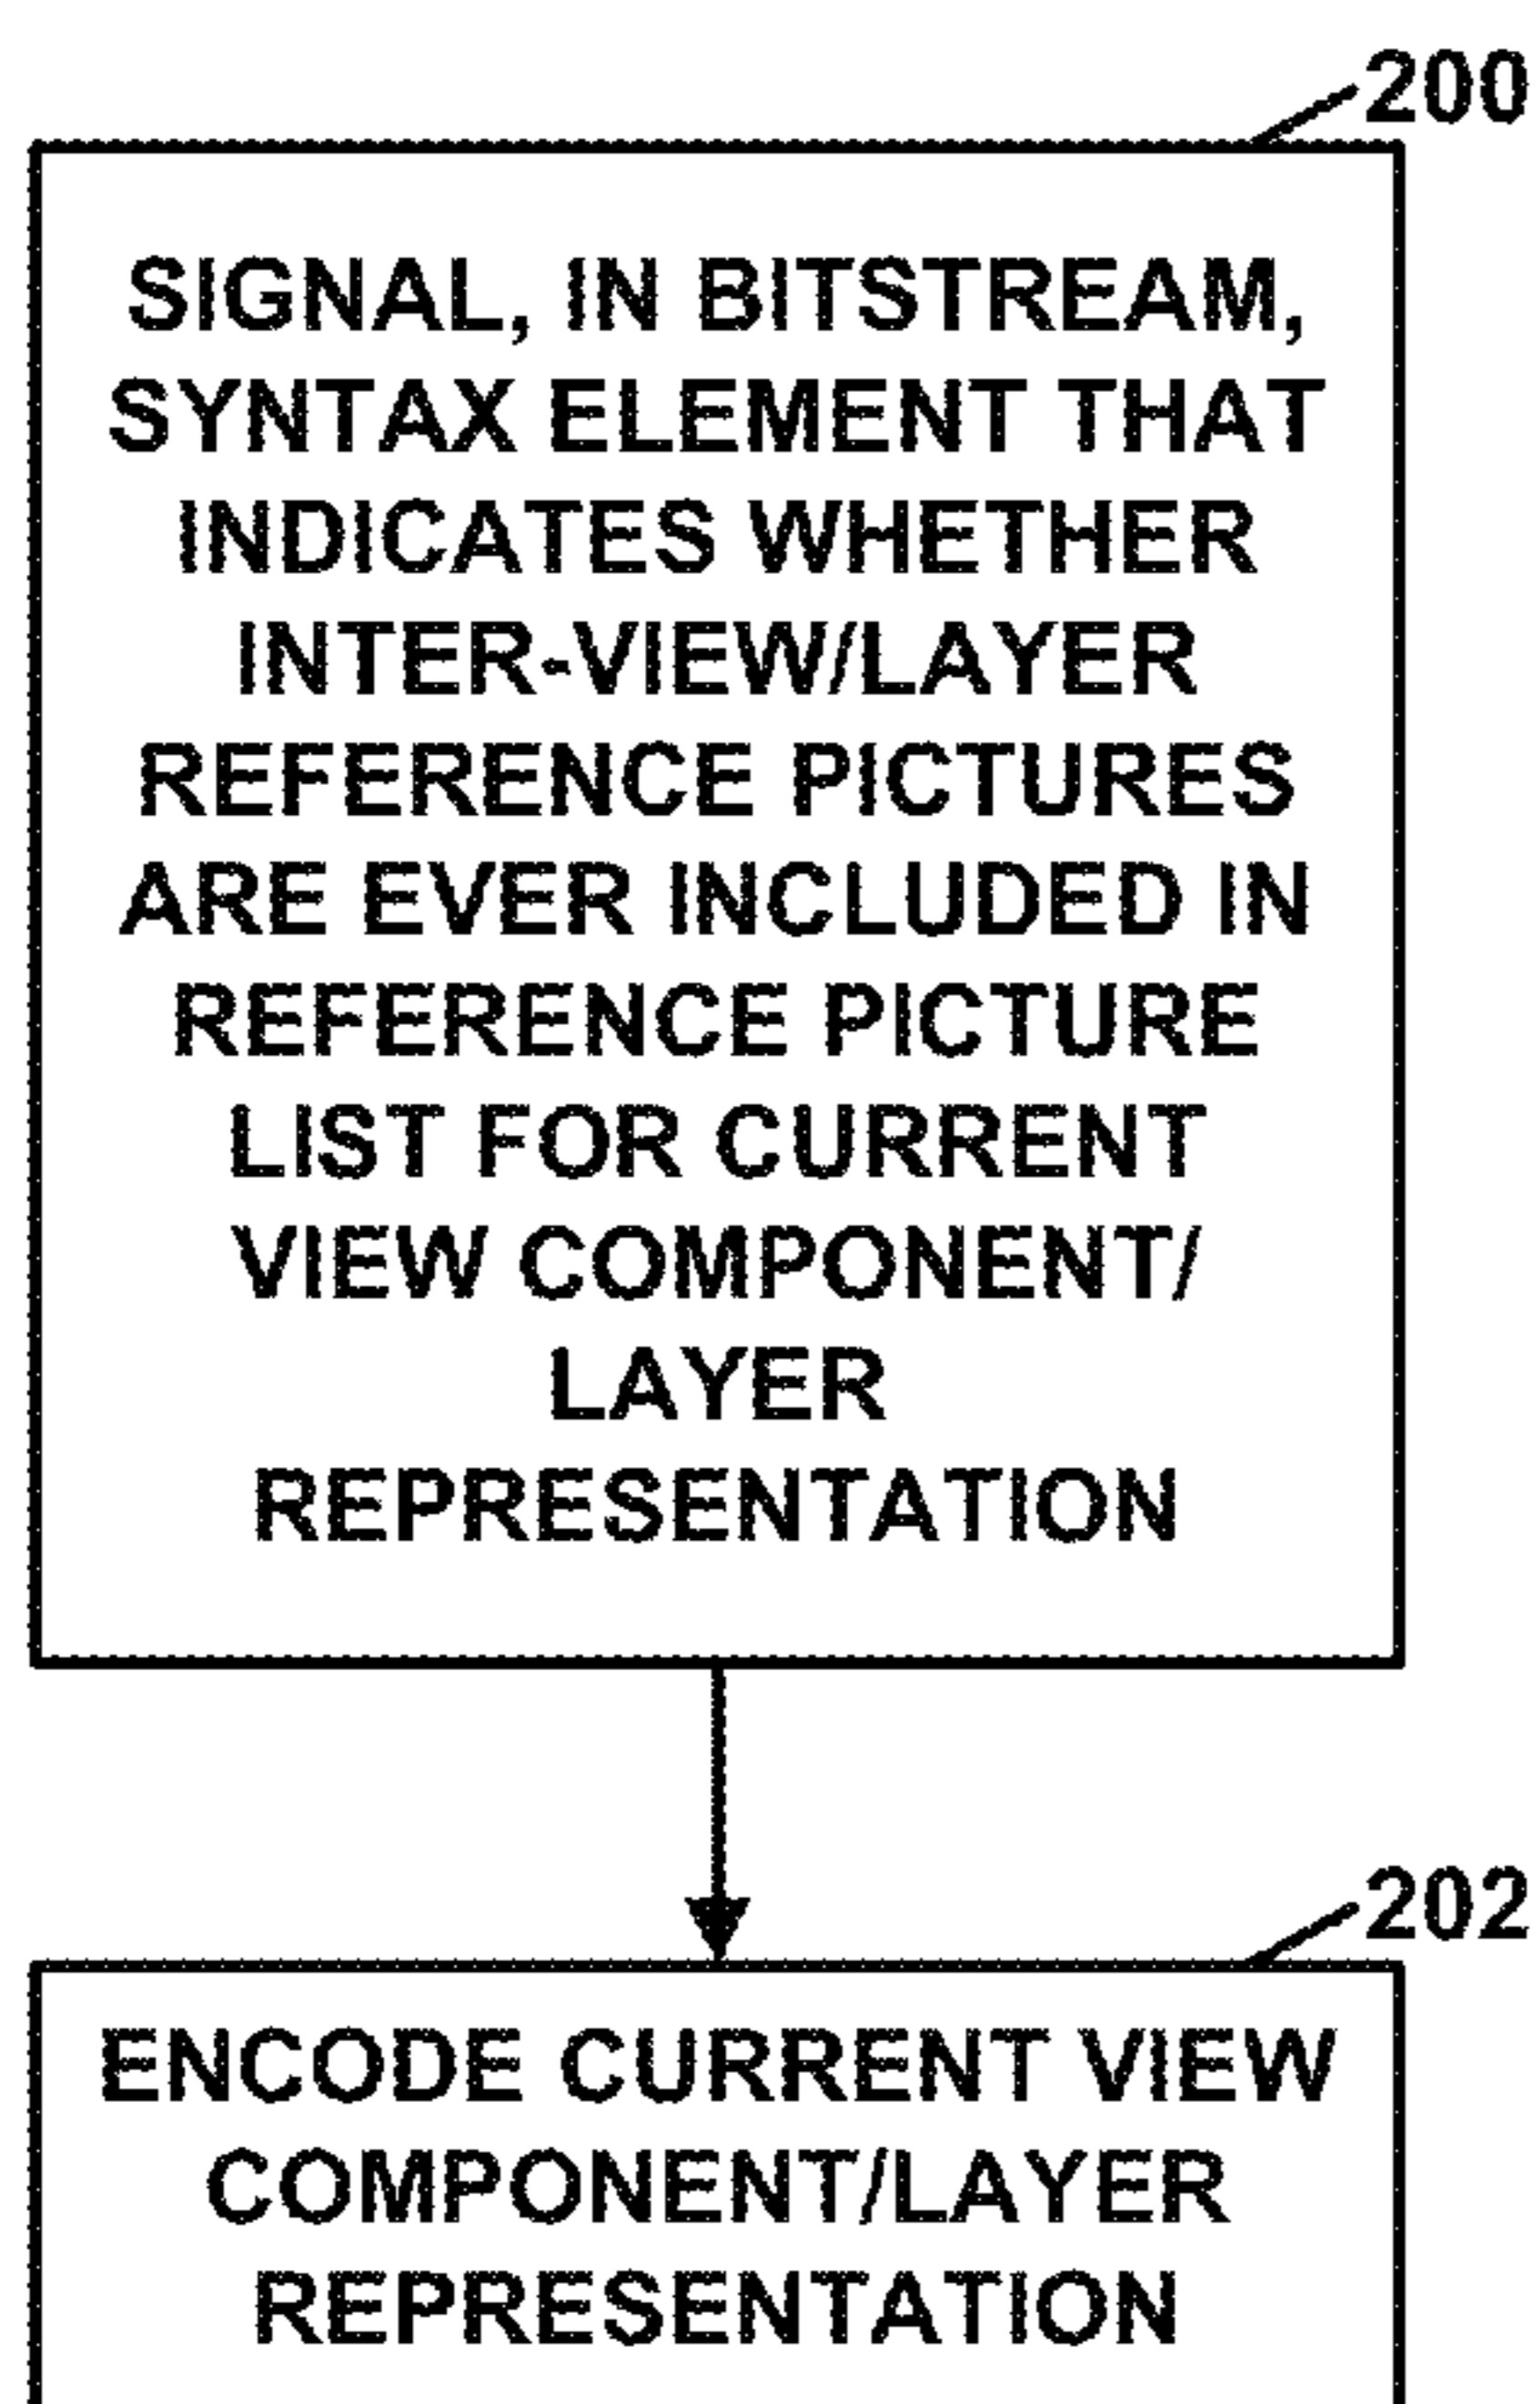 200
SIGNAL, IN BITSTREAM,
SYNTAX ELEMENT THAT
INDICATES WHETHER
INTER-VIEW/LAYER
REFERENCE PICTURES
ARE EVER INCLUDED IN
REFERENCE PICTURE
LIST FOR CURRENT
VIEW COMPONENT/
LAYER
REPRESENTATION
202
ENCODE CURRENT VIEW
COMPONENT/LAYER
REPRESENTATION